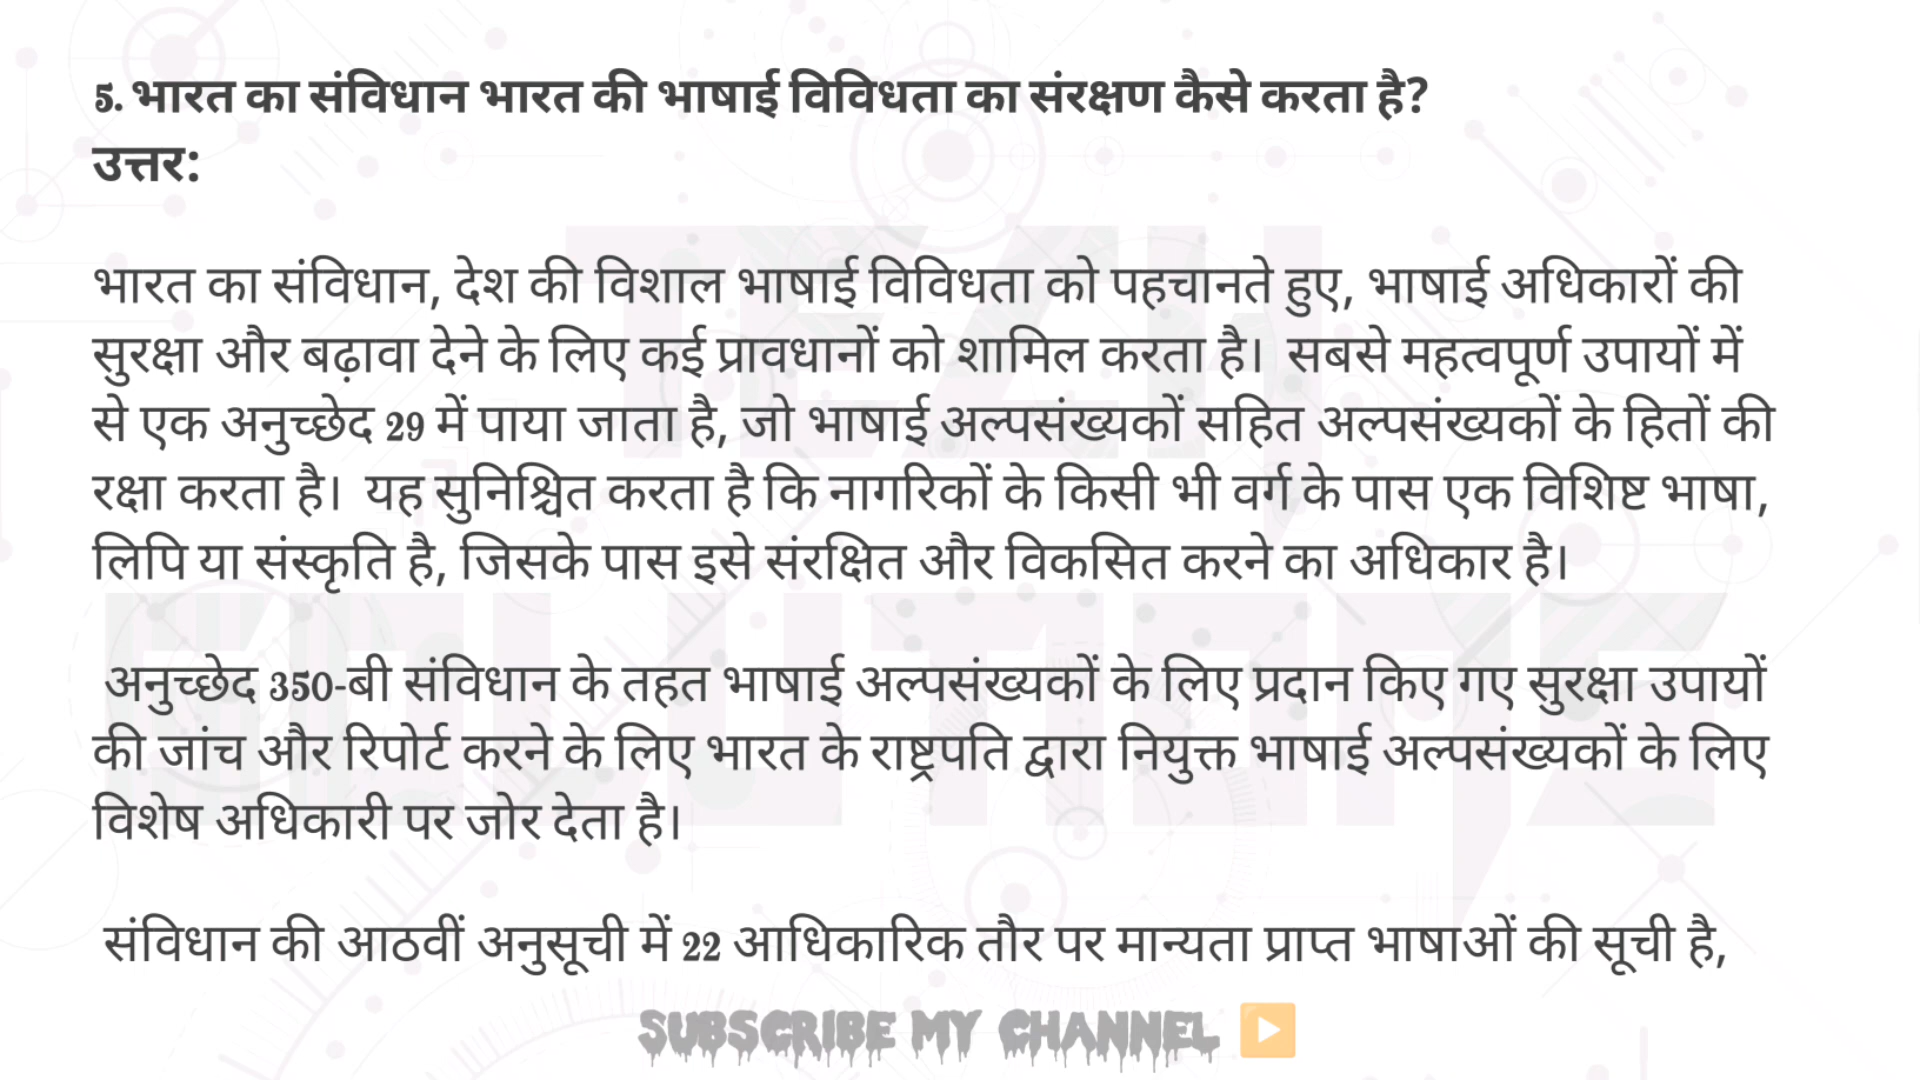 5. भारत का संविधान भारत की भाषाई विविधता का संरक्षण कैसे करता है?
उत्तर:
भारत का संविधान, देश की विशाल भाषाई विविधता को पहचानते हुए, भाषाई अधिकारों की
सुरक्षा और बढ़ावा देने के लिए कई प्रावधानों को शामिल करता है। सबसे महत्वपूर्ण उपायों में
से एक अनुच्छेद 29 में पाया जाता है, जो भाषाई अल्पसंख्यकों सहित अल्पसंख्यकों के हितों की
रक्षा करता है। यह सुनिश्चित करता है कि नागरिकों के किसी भी वर्ग के पास एक विशिष्ट भाषा,
लिपि या संस्कृति है, जिसके पास इसे संरक्षित और विकसित करने का अधिकार है।
अनुच्छेद 350-बी संविधान के तहत भाषाई अल्पसंख्यकों के लिए प्रदान किए गए सुरक्षा उपायों
की जांच और रिपोर्ट करने के लिए भारत के राष्ट्रपति द्वारा नियुक्त भाषाई अल्पसंख्यकों के लिए
विशेष अधिकारी पर जोर देता है।
संविधान की आठवीं अनुसूची में 22 आधिकारिक तौर पर मान्यता प्राप्त भाषाओं की सूची है,
SUBSCRIBE MY CHANNEL